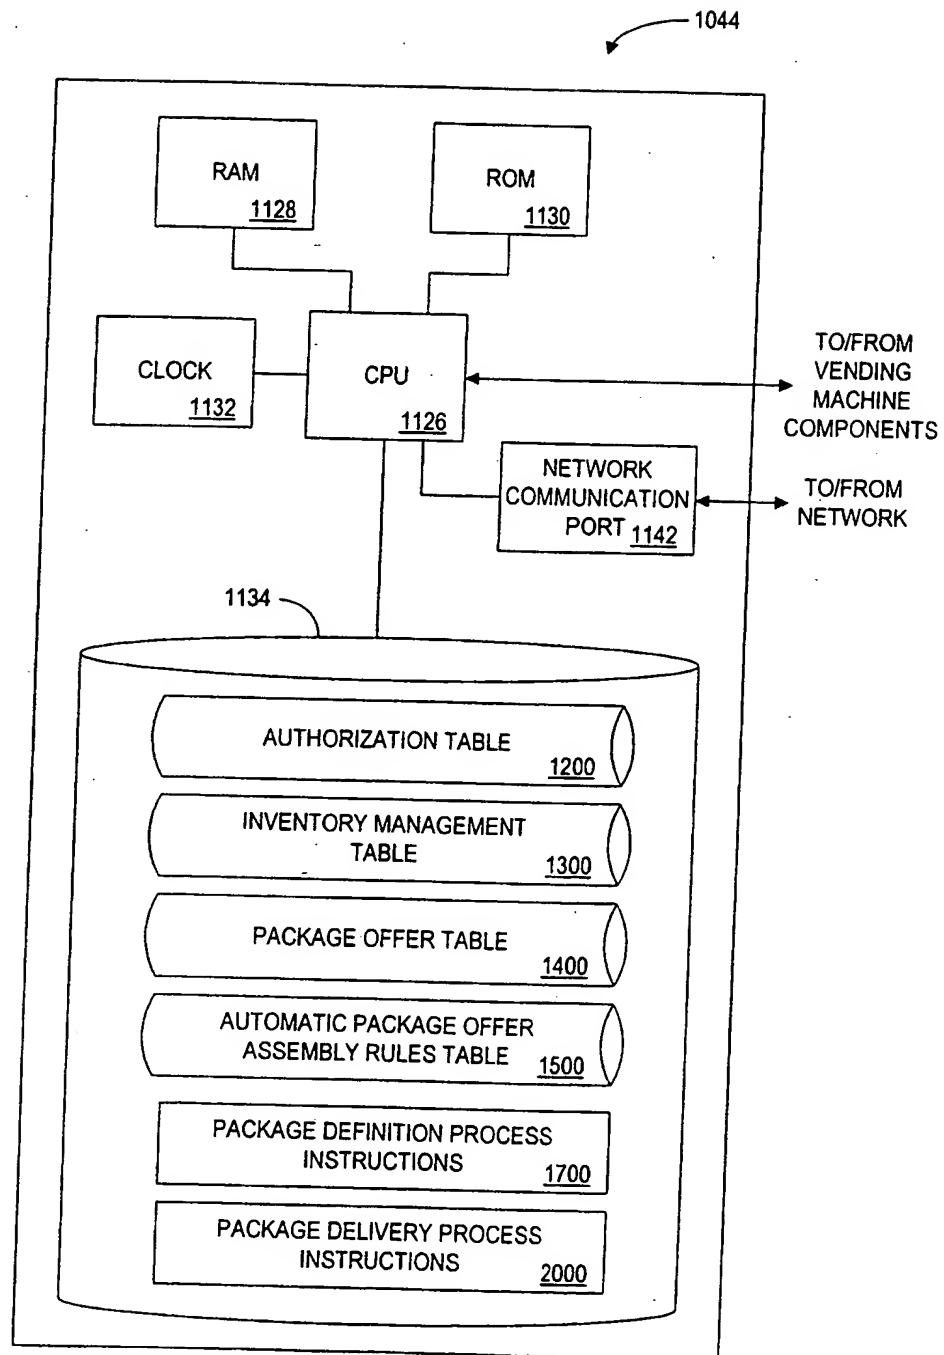 1044
RAM
1128
ROM
1130
CLOCK
1132
CPU
1126
TO/FROM
VENDING
MACHINE
COMPONENTS
NETWORK
COMMUNICATION
PORT 1142
TO/FROM
NETWORK
1134
AUTHORIZATION TABLE
1200
INVENTORY MANAGEMENT
TABLE
1300
PACKAGE OFFER TABLE
1400
AUTOMATIC PACKAGE OFFER
ASSEMBLY RULES TABLE
1500
PACKAGE DEFINITION PROCESS
INSTRUCTIONS
1700
PACKAGE DELIVERY PROCESS
INSTRUCTIONS
2000